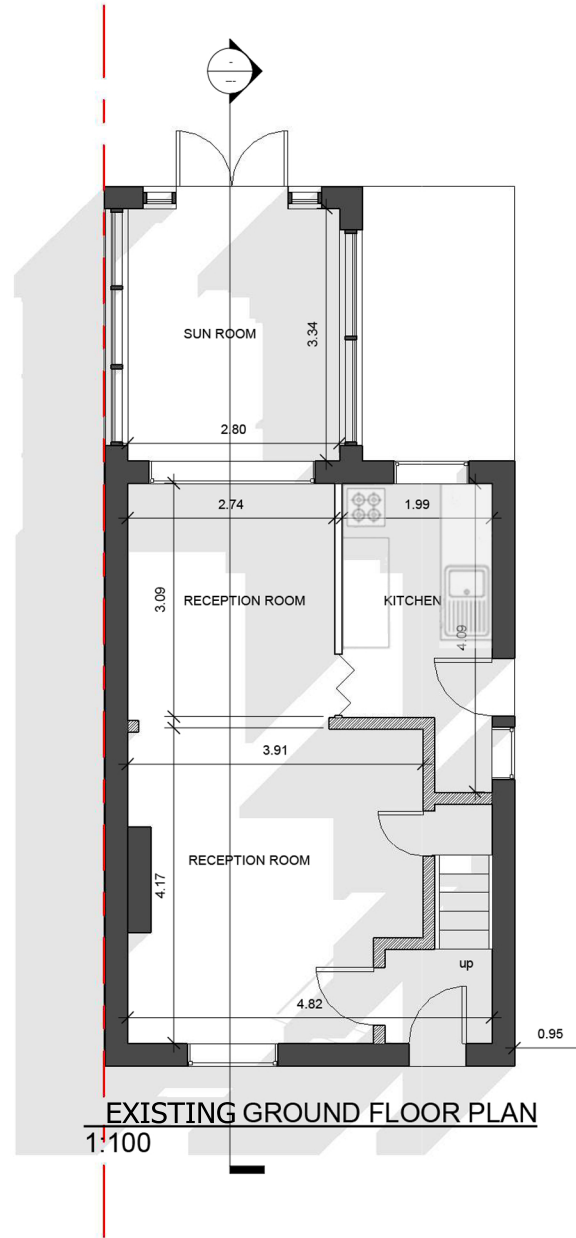 -
---
SUN ROOM
3.34
2.80
2.74
1.99
3.09
RECEPTION ROOM
KITCHEN
4.09
3.91
RECEPTION ROOM
4.17
up
4.82
0.95
EXISTING GROUND FLOOR PLAN
1:100